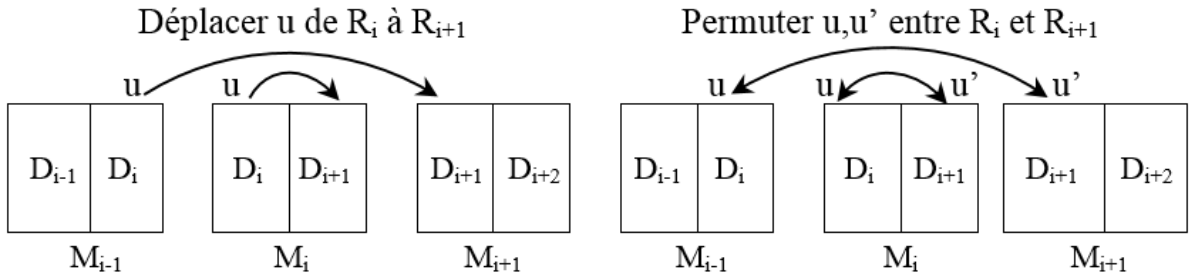 Déplacer u de Rᵢ à Rᵢ₊₁ Permuter u,u’ entre Rᵢ et Rᵢ₊₁
u u u u u’ u’
Dᵢ₋₁ Dᵢ Dᵢ Dᵢ₊₁ Dᵢ₊₁ Dᵢ₊₂ Dᵢ₋₁ Dᵢ Dᵢ Dᵢ₊₁ Dᵢ₊₁ Dᵢ₊₂
Mᵢ₋₁ Mᵢ Mᵢ₊₁ Mᵢ₋₁ Mᵢ Mᵢ₊₁